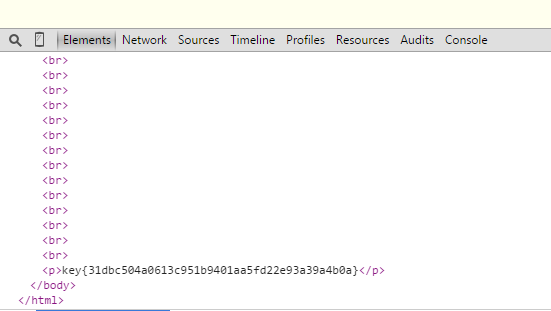 Elements Network Sources Timeline Profiles Resources Audits Console
<br>
<br>
<br>
<br>
<br>
<br>
<br>
<br>
<br>
<br>
<br>
<br>
<br>
<br>
<p>key{31dbc504a0613c951b9401aa5fd22e93a39a4b0a}</p>
</body>
</html>